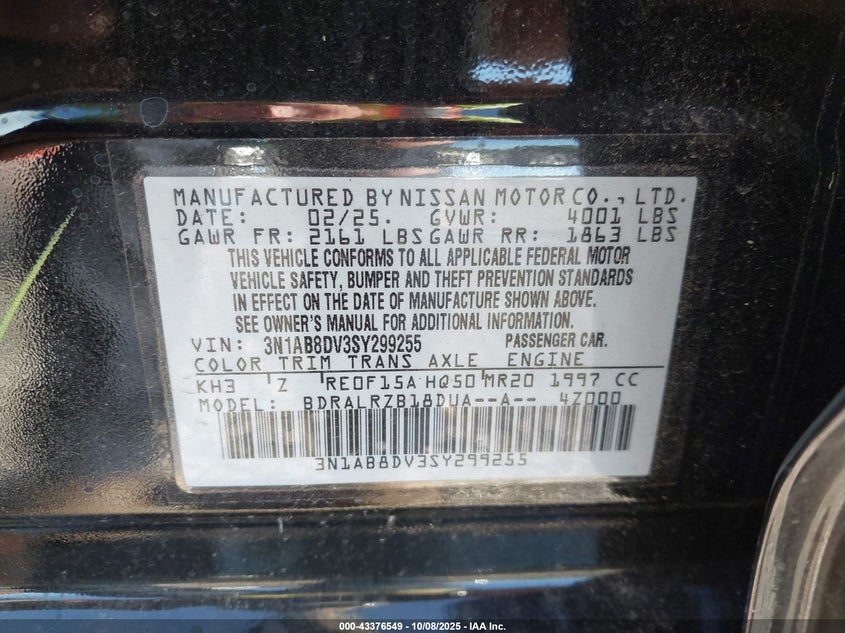 MANUFACTURED BY NISSAN MOTOR CO., LTD.
DATE: 02/25. GVWR: 4001 LBS
GAWR FR: 2161 LBS GAWR RR: 1863 LBS
THIS VEHICLE CONFORMS TO ALL APPLICABLE FEDERAL MOTOR
VEHICLE SAFETY, BUMPER AND THEFT PREVENTION STANDARDS
IN EFFECT ON THE DATE OF MANUFACTURE SHOWN ABOVE.
SEE OWNER'S MANUAL FOR ADDITIONAL INFORMATION.
VIN: 3N1AB8DV3SY299255 PASSENGER CAR.
COLOR TRIM TRANS AXLE ENGINE
KH3 Z RE0F15A HQ50 MR20 1997 CC
MODEL: BDRALRZB18DUA--A-- 4Z000
3N1AB8DV3SY299255
000-43376549 - 10/08/2025 - IAA Inc.